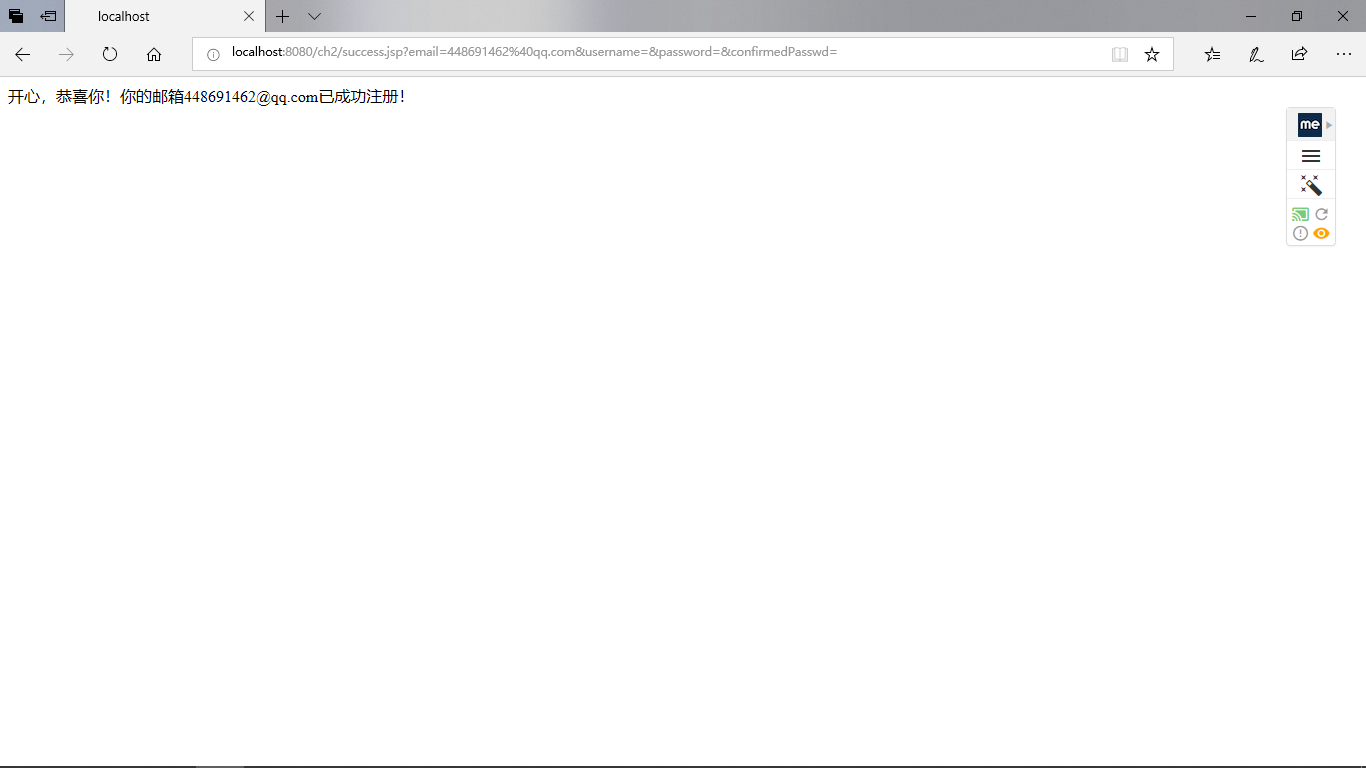 localhost
localhost:8080/ch2/success.jsp?email=448691462%40qq.com&username=&password=&confirmedPasswd=
开心，恭喜你！你的邮箱448691462@qq.com已成功注册！
me